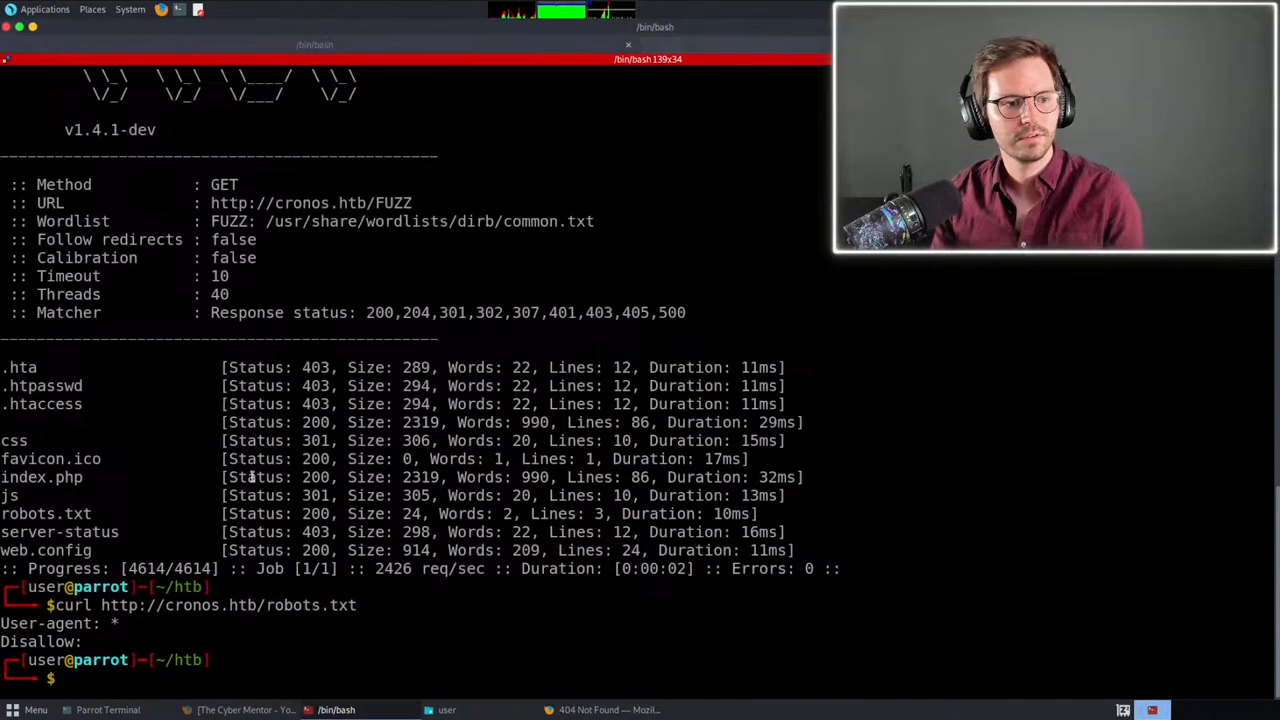 Applications Places System
/bin/bash
/bin/bash
/bin/bash 139x34
v1.4.1-dev
:: Method : GET
:: URL : http://cronos.htb/FUZZ
:: Wordlist : FUZZ: /usr/share/wordlists/dirb/common.txt
:: Follow redirects : false
:: Calibration : false
:: Timeout : 10
:: Threads : 40
:: Matcher : Response status: 200,204,301,302,307,401,403,405,500
.hta [Status: 403, Size: 289, Words: 22, Lines: 12, Duration: 11ms]
.htpasswd [Status: 403, Size: 294, Words: 22, Lines: 12, Duration: 11ms]
.htaccess [Status: 403, Size: 294, Words: 22, Lines: 12, Duration: 11ms]
[Status: 200, Size: 2319, Words: 990, Lines: 86, Duration: 29ms]
css [Status: 301, Size: 306, Words: 20, Lines: 10, Duration: 15ms]
favicon.ico [Status: 200, Size: 0, Words: 1, Lines: 1, Duration: 17ms]
index.php [Status: 200, Size: 2319, Words: 990, Lines: 86, Duration: 32ms]
js [Status: 301, Size: 305, Words: 20, Lines: 10, Duration: 13ms]
robots.txt [Status: 200, Size: 24, Words: 2, Lines: 3, Duration: 10ms]
server-status [Status: 403, Size: 298, Words: 22, Lines: 12, Duration: 16ms]
web.config [Status: 200, Size: 914, Words: 209, Lines: 24, Duration: 11ms]
:: Progress: [4614/4614] :: Job [1/1] :: 2426 req/sec :: Duration: [0:00:02] :: Errors: 0 ::
[user@parrot]─[~/htb]
$curl http://cronos.htb/robots.txt
User-agent: *
Disallow:
[user@parrot]─[~/htb]
$
Menu Parrot Terminal [The Cyber Mentor - Yo... /bin/bash user 404 Not Found — Mozil...